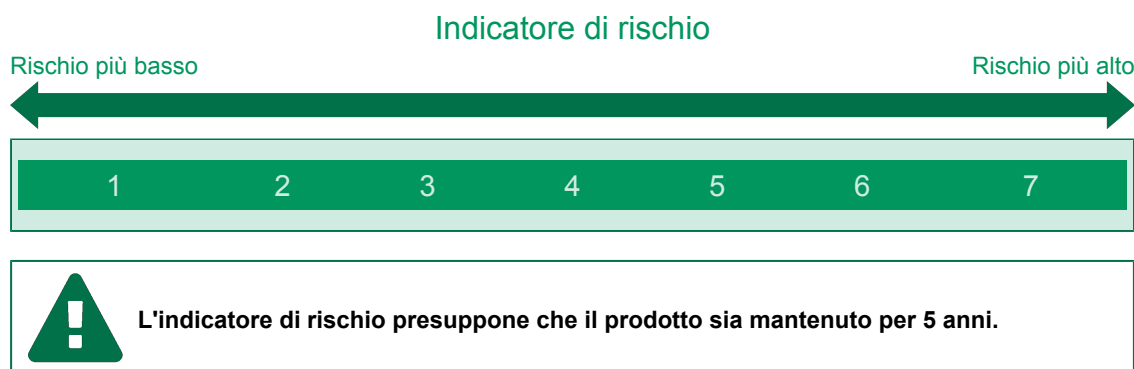 Indicatore di rischio
Rischio più basso Rischio più alto
1 2 3 4 5 6 7
L'indicatore di rischio presuppone che il prodotto sia mantenuto per 5 anni.